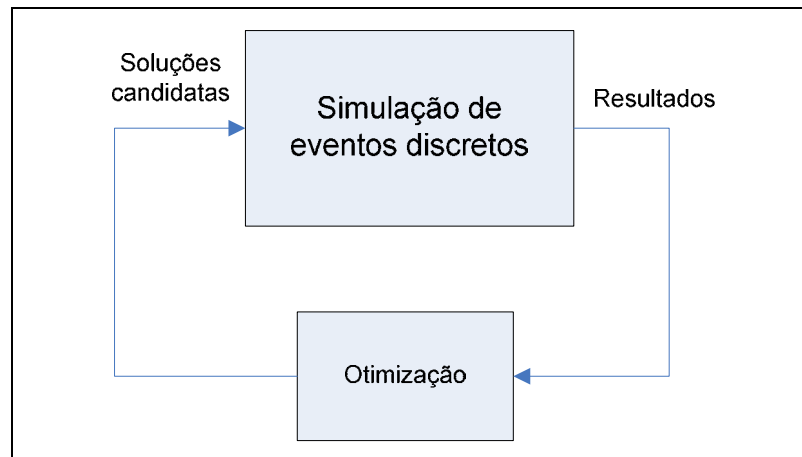 Soluções
candidatas
Simulação de
eventos discretos
Resultados
Otimização